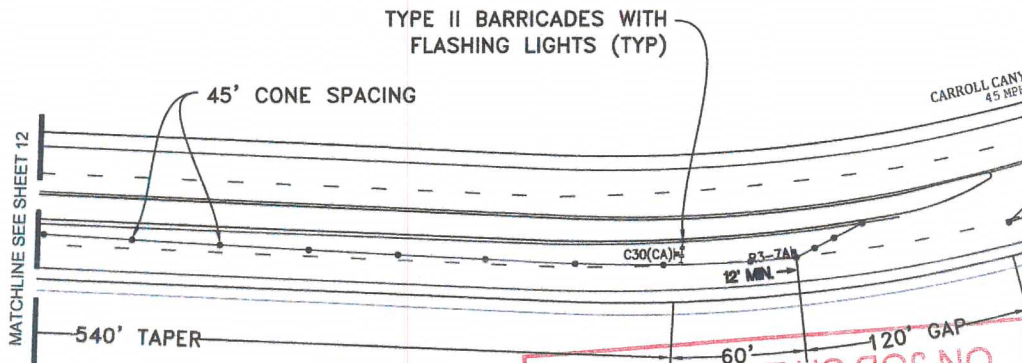 TYPE II BARRICADES WITH
FLASHING LIGHTS (TYP)
45' CONE SPACING
CARROLL CANY
45 MPH
MATCHLINE SEE SHEET 12
C30(CA)
R3-7A
12' MIN.
540' TAPER
60'
120' GAP